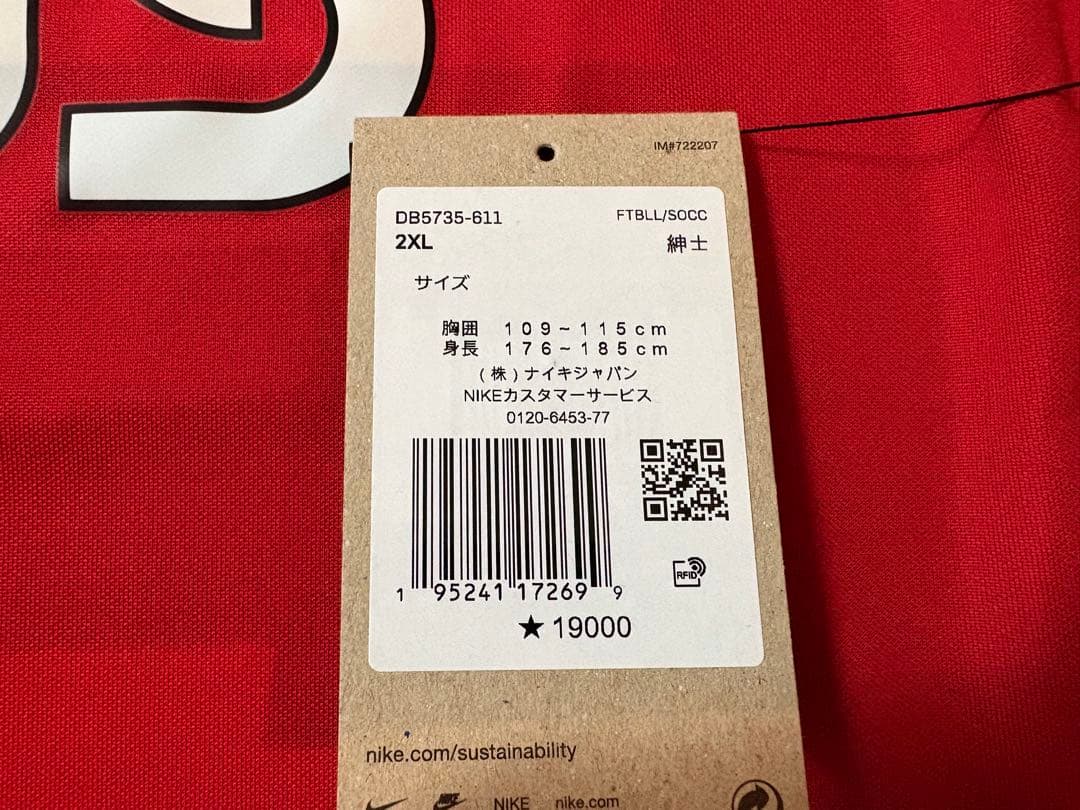 IM#722207
DB5735-611 FTBLL/SOCC
2XL 紳士
サイズ
胸囲 109~115cm
身長 176~185cm
(株)ナイキジャパン
NIKEカスタマーサービス
0120-6453-77
1 95241 17269 9
RFID
★ 19000
nike.com/sustainability
NIKE nike.com